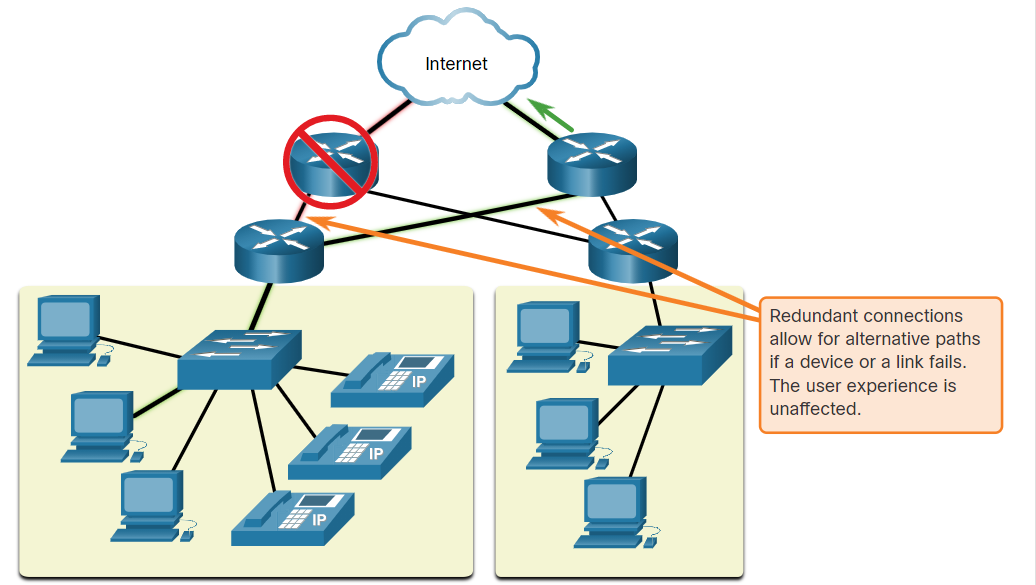 Internet
Redundant connections
allow for alternative paths
if a device or a link fails.
The user experience is
unaffected.
IP
IP
IP